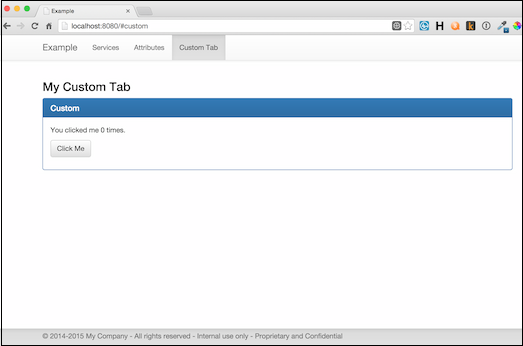 Example
localhost:8080/#custom
Example Services Attributes Custom Tab
My Custom Tab
Custom
You clicked me 0 times.
Click Me
© 2014-2015 My Company - All rights reserved - Internal use only - Proprietary and Confidential